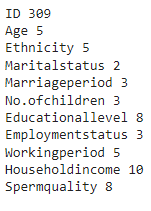 ID 309
Age 5
Ethnicity 5
Maritalstatus 2
Marriageperiod 3
No.ofchildren 3
Educationallevel 8
Employmentstatus 3
Workingperiod 5
Householdincome 10
Spermquality 8